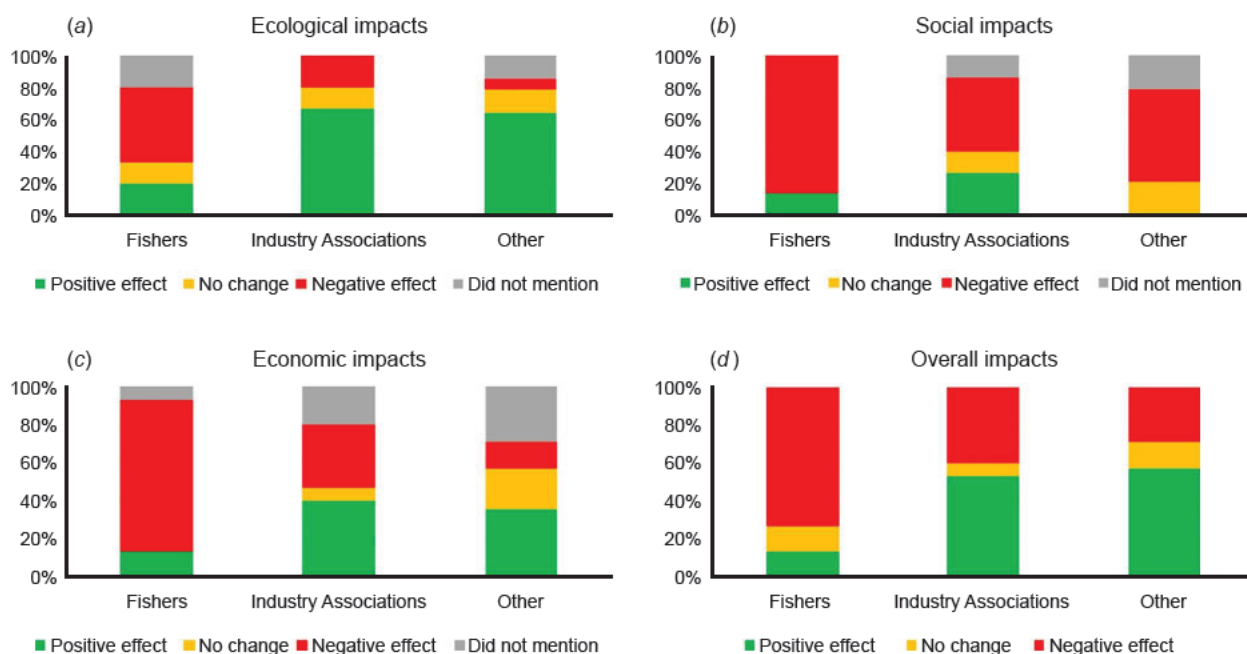 (a) Ecological impacts
100%
80%
60%
40%
20%
0%
Fishers Industry Associations Other
Positive effect No change Negative effect Did not mention
(b) Social impacts
100%
80%
60%
40%
20%
0%
Fishers Industry Associations Other
Positive effect No change Negative effect Did not mention
(c) Economic impacts
100%
80%
60%
40%
20%
0%
Fishers Industry Associations Other
Positive effect No change Negative effect Did not mention
(d) Overall impacts
100%
80%
60%
40%
20%
0%
Fishers Industry Associations Other
Positive effect No change Negative effect